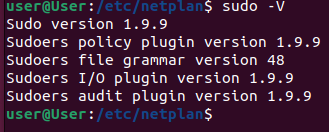 user@User:/etc/netplan$ sudo -V
Sudo version 1.9.9
Sudoers policy plugin version 1.9.9
Sudoers file grammar version 48
Sudoers I/O plugin version 1.9.9
Sudoers audit plugin version 1.9.9
user@User:/etc/netplan$